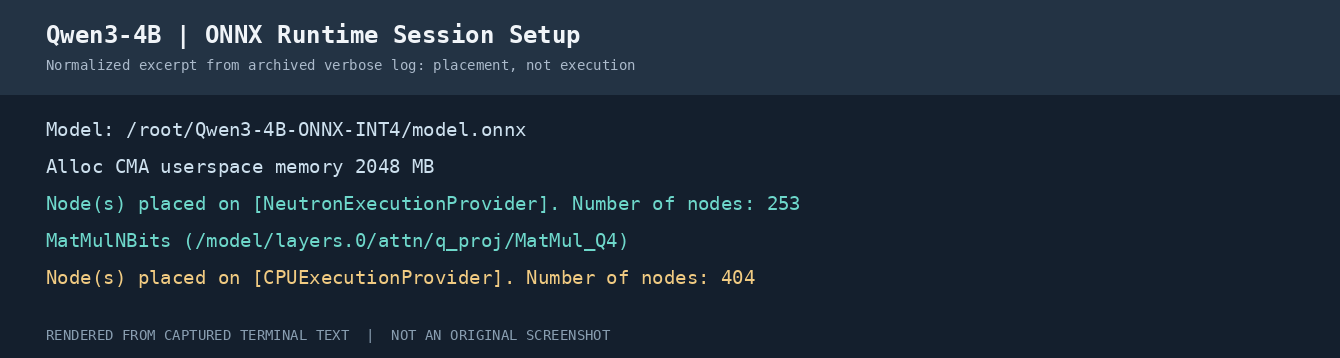 Qwen3-4B | ONNX Runtime Session Setup
Normalized excerpt from archived verbose log: placement, not execution
Model: /root/Qwen3-4B-ONNX-INT4/model.onnx
Alloc CMA userspace memory 2048 MB
Node(s) placed on [NeutronExecutionProvider]. Number of nodes: 253
MatMulNBits (/model/layers.0/attn/q_proj/MatMul_Q4)
Node(s) placed on [CPUExecutionProvider]. Number of nodes: 404
RENDERED FROM CAPTURED TERMINAL TEXT | NOT AN ORIGINAL SCREENSHOT